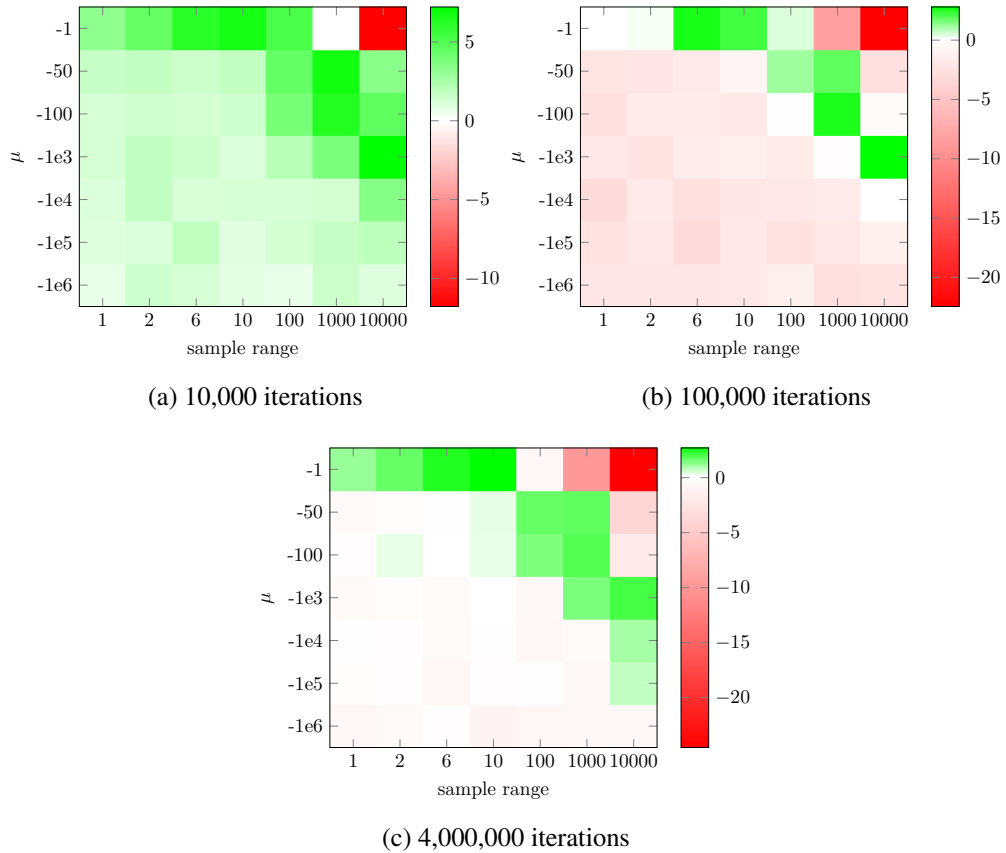 -1
-50
-100
-1e3
-1e4
-1e5
-1e6
μ
1 2 6 10 100 1000 10000
sample range
5
0
−5
−10
(a) 10,000 iterations
-1
-50
-100
-1e3
-1e4
-1e5
-1e6
μ
1 2 6 10 100 1000 10000
sample range
0
−5
−10
−15
−20
(b) 100,000 iterations
-1
-50
-100
-1e3
-1e4
-1e5
-1e6
μ
1 2 6 10 100 1000 10000
sample range
0
−5
−10
−15
−20
(c) 4,000,000 iterations